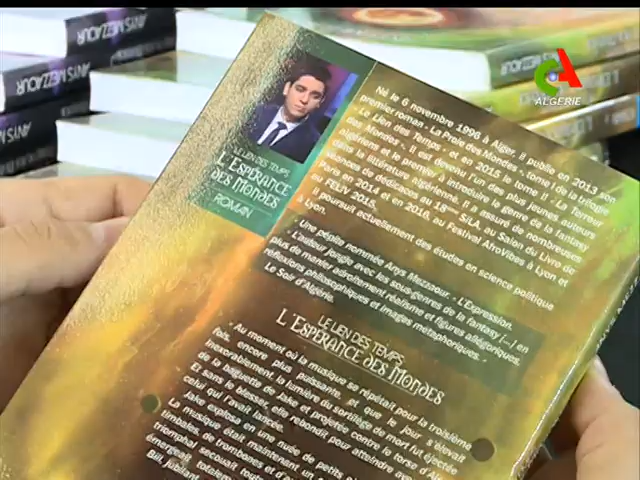 ANYS MEZZAOUR
ANYS MEZZAOUR
ANYS MEZZAOUR
CA
ALGERIE
LE LIEN DES TEMPS,
L'ESPÉRANCE
DES MONDES
ROMAN
Né le 6 novembre 1996 à Alger, il publie en 2013 son
premier roman « La Proie des Mondes », tome I de la trilogie
« Le Lien des Temps » et en 2015 le tome II « La Terreur
des Mondes ». Il est devenu l'un des plus jeunes auteurs
algériens et le premier à introduire le genre de la fantasy
dans la littérature algérienne. Il a assuré de nombreuses
séances de dédicaces au 18ème SILA, au Salon du Livre de
Paris en 2014 et en 2016, au Festival AfroVibes à Lyon et
au FELIV 2015.
Il poursuit actuellement des études en science politique
à Lyon.
« Une pépite nommée Anys Mezzaour. » L'Expression.
« L'auteur jongle avec les sous-genres de la fantasy [...] en
plus de manier adroitement réalisme et figures allégoriques,
réflexions philosophiques et images métaphoriques. »
Le Soir d'Algérie.
LE LIEN DES TEMPS,
L'ESPÉRANCE DES MONDES
« Au moment où la musique se répétait pour la troisième
fois, encore plus puissante, et que le jour s'élevait
inexorablement, la lumière du sortilège de mort fut éjectée
de la baguette de Jake et projetée contre le torse d'Al
Et sans le blesser, elle rebondit pour atteindre
celui qui l'avait lancée.
Jake explosa en une nuée de petits
La musique était maintenant un
timbales, de trombones et d'a
triomphal secouait tout
émergeait, totalem
Bill, jubilant